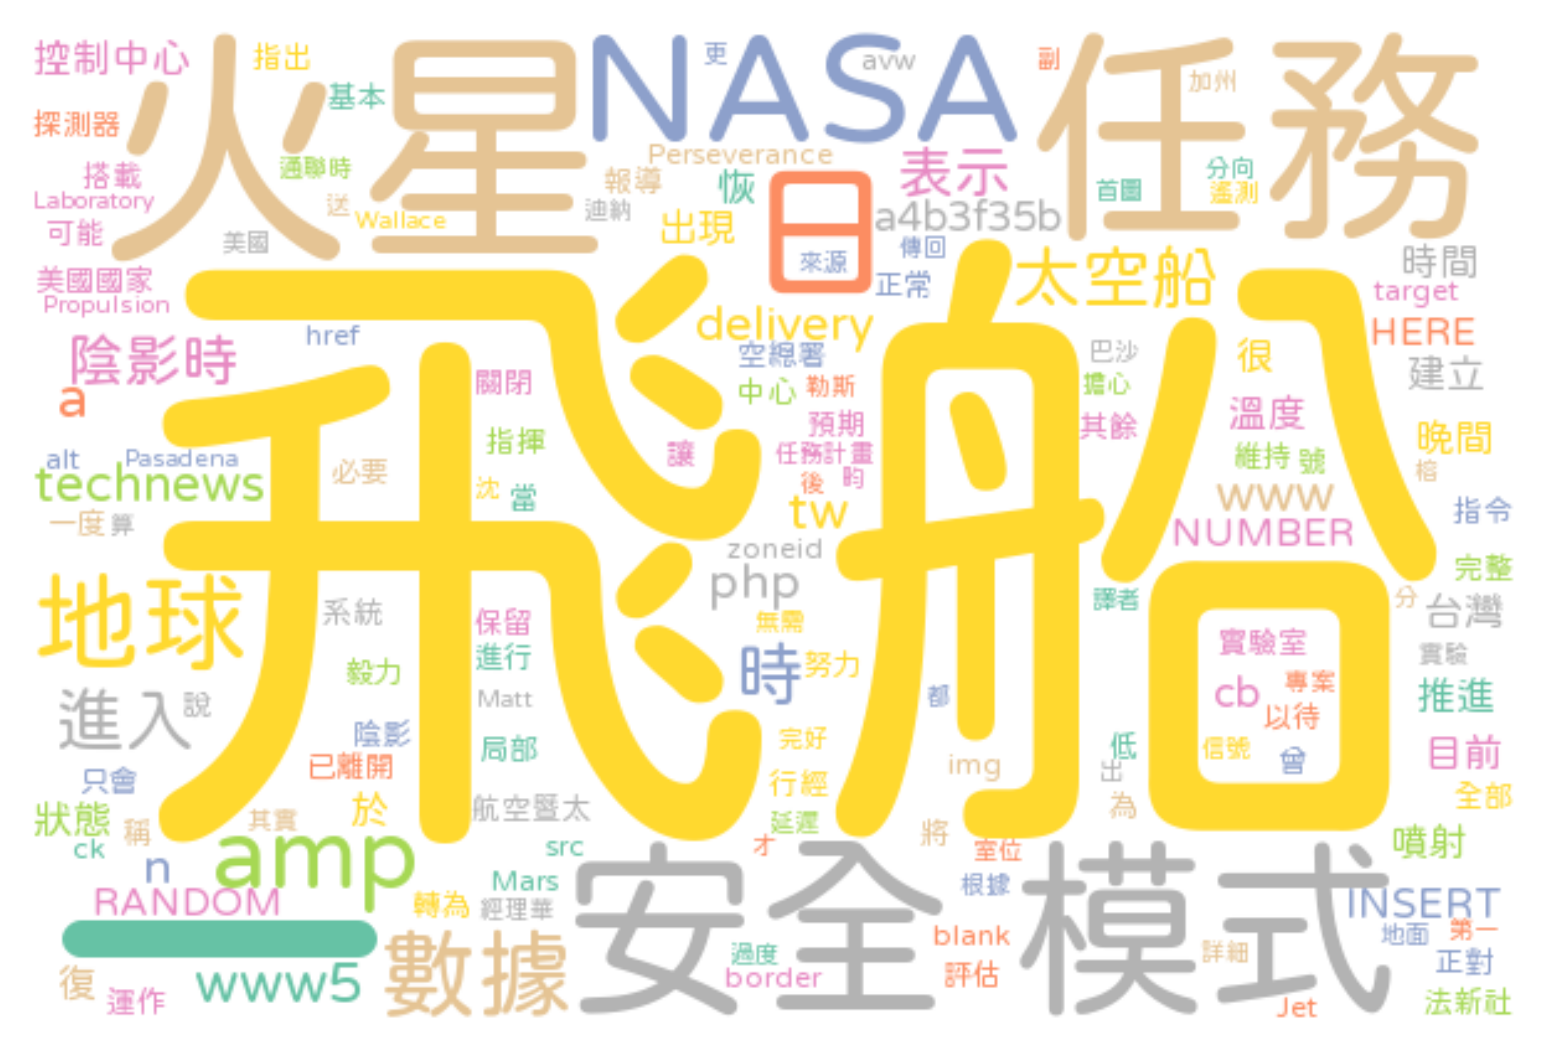 控制中心
指出
火星
NASA
更
avw
副
任務
加州
基本
探測器
通聯時
Perseverance
表示
分向
搭載
報導
恢
日
首圖
遙測
Laboratory
送
Wallace
迪納
a4b3f35b
可能
美國
出現
來源
傳回
時間
美國國家
飛船
正常
太空船
target
Propulsion
href
delivery
HERE
陰影時
空總署
巴沙
很
建立
a
關閉
中心
勒斯
擔心
溫度
預期
其餘
晚間
alt
Pasadena
指揮
讓
任務計畫
維持
號
technews
必要
後
昀
榕
沈
當
tw
www
指令
一度
算
NUMBER
zoneid
完整
php
地球
系統
保留
無需
譯者
分
台灣
進行
時
努力
實驗室
實驗
毅力
cb
專案
推進
進入
說
Matt
都
以待
陰影
局部
完好
低
信號
曾
目前
已離開
img
出
只會
行經
全部
狀態
稱
其實
於
航空暨太
延遲
將
為
噴射
ck
amp
src
才
室位
n
Mars
安全模式
根據
RANDOM
轉為
經理華
INSERT
數據
blank
地面
第一
復
www5
過度
詳細
正對
運作
border
評估
Jet
法新社